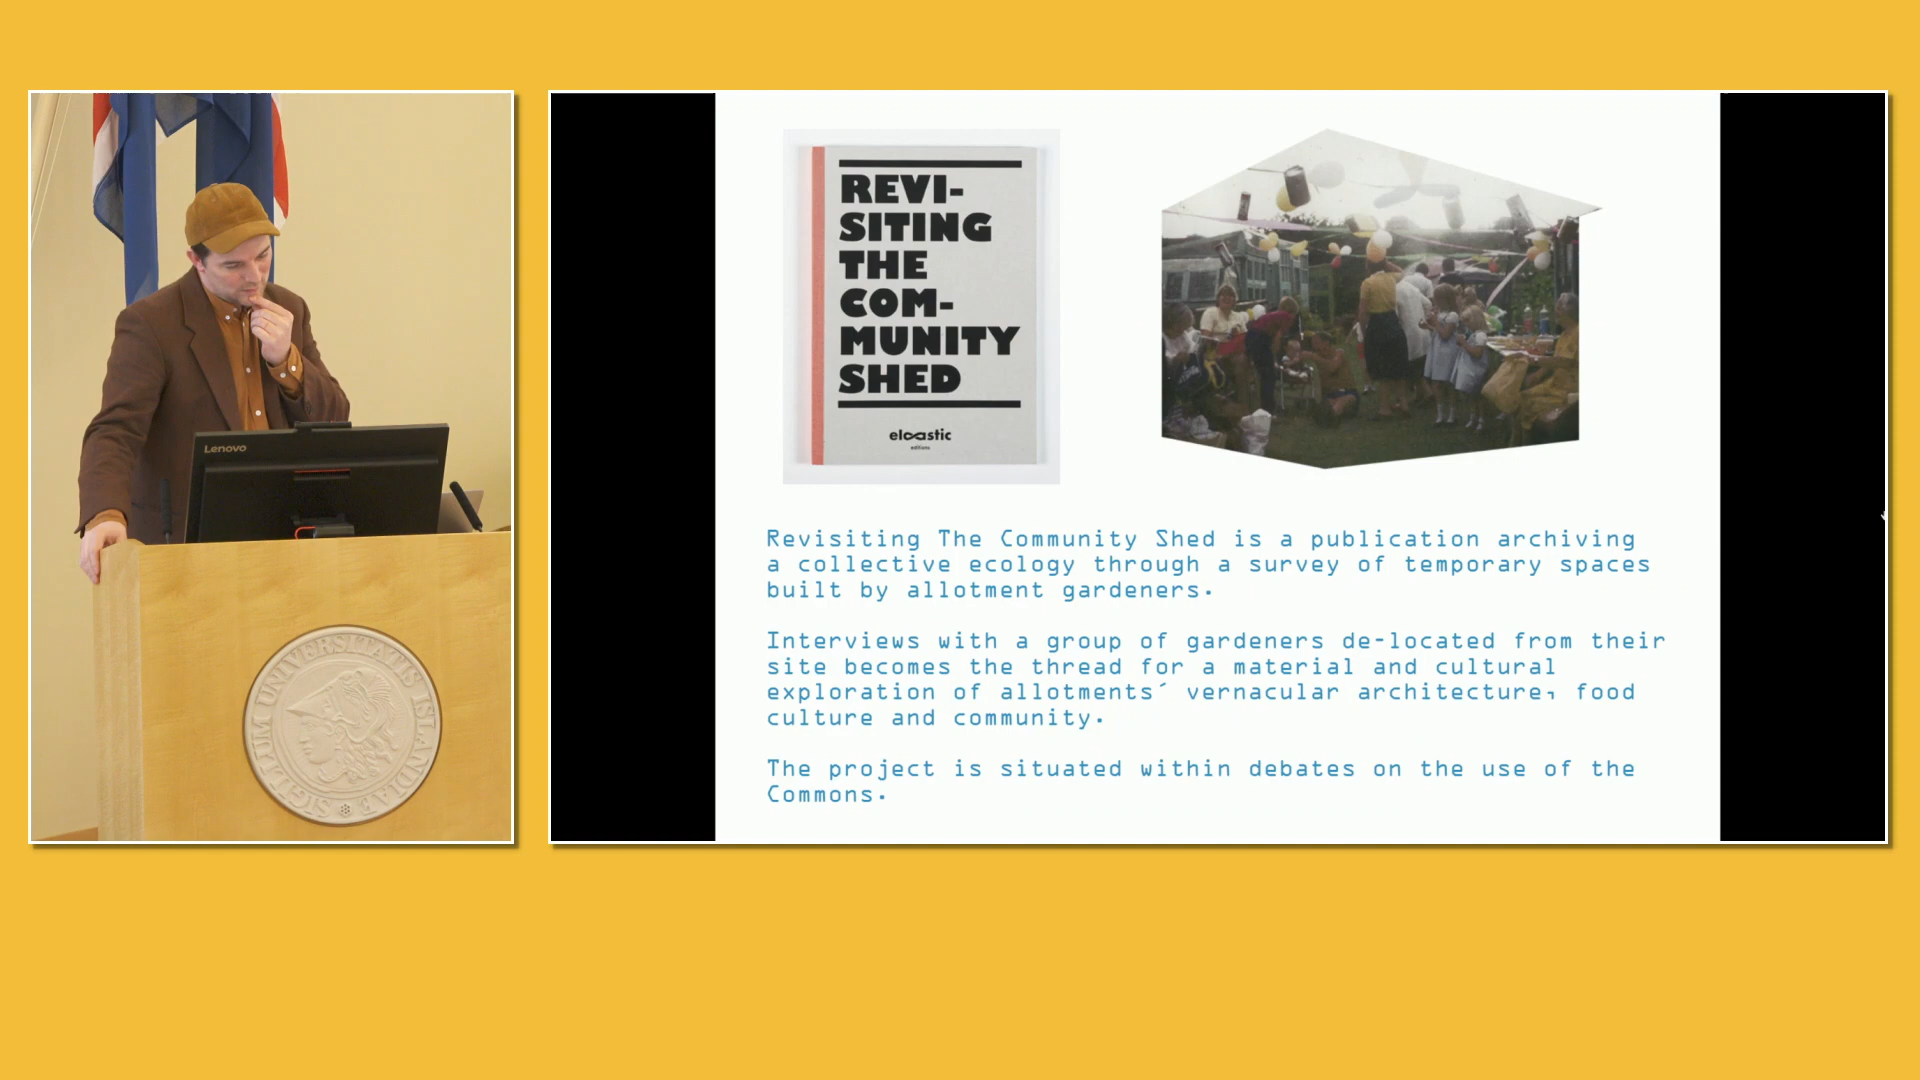 Lenovo
SIGILLUM UNIVERSITATIS ISLANDIAE
REVI-
SITING
THE
COM-
MUNITY
SHED
eloastic
editions
Revisiting The Community Shed is a publication archiving
a collective ecology through a survey of temporary spaces
built by allotment gardeners.
Interviews with a group of gardeners de-located from their
site becomes the thread for a material and cultural
exploration of allotments´ vernacular architecture, food
culture and community.
The project is situated within debates on the use of the
Commons.